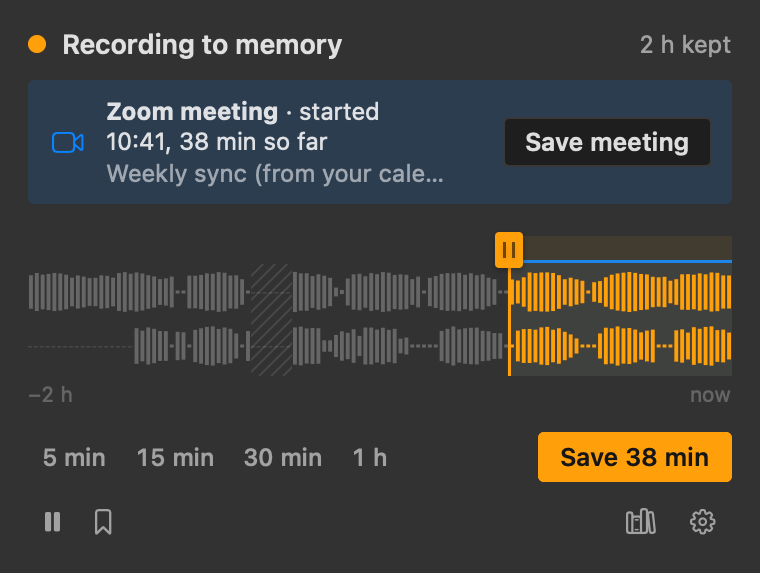 Recording to memory
2 h kept
Zoom meeting · started
10:41, 38 min so far
Weekly sync (from your cale...
Save meeting
–2 h
now
5 min
15 min
30 min
1 h
Save 38 min